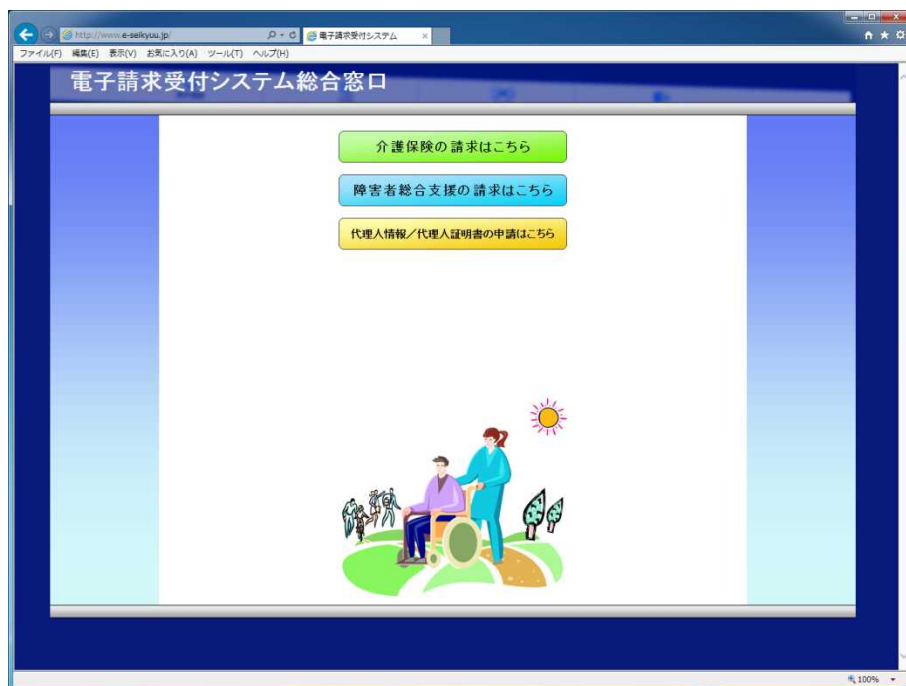 http://www.e-seikyuu.jp/
電子請求受付システム
ファイル(F) 編集(E) 表示(V) お気に入り(A) ツール(T) ヘルプ(H)
電子請求受付システム総合窓口
介護保険の請求はこちら
障害者総合支援の請求はこちら
代理人情報／代理人証明書の申請はこちら
100%